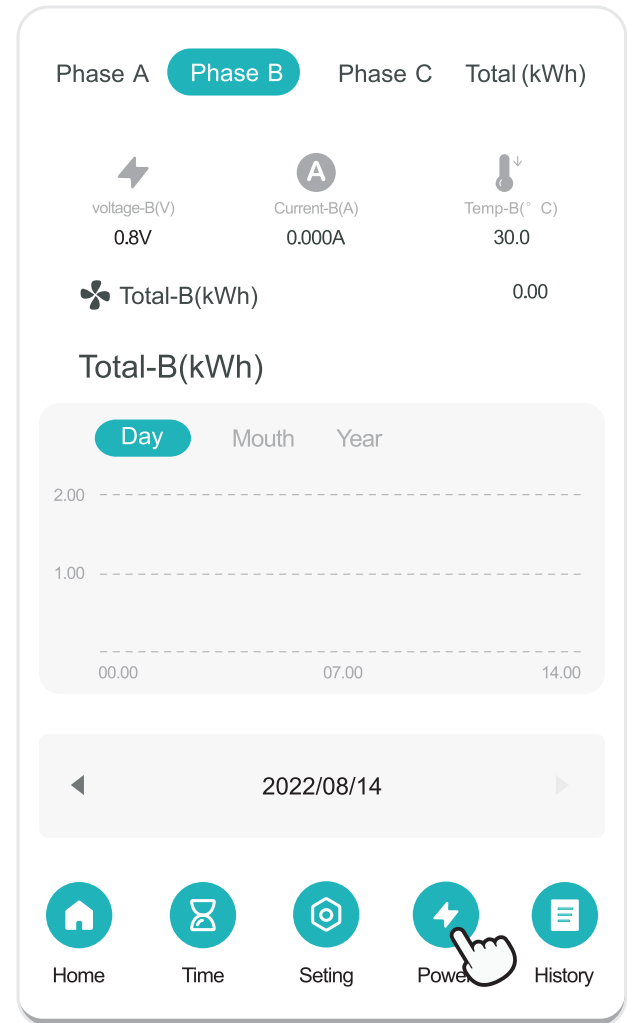 Phase A Phase B Phase C Total (kWh)
A
voltage-B(V) Current-B(A) Temp-B(° C)
0.8V 0.000A 30.0
Total-B(kWh) 0.00
Total-B(kWh)
Day Mouth Year
2.00
1.00
00.00 07.00 14.00
2022/08/14
Home Time Seting Power History